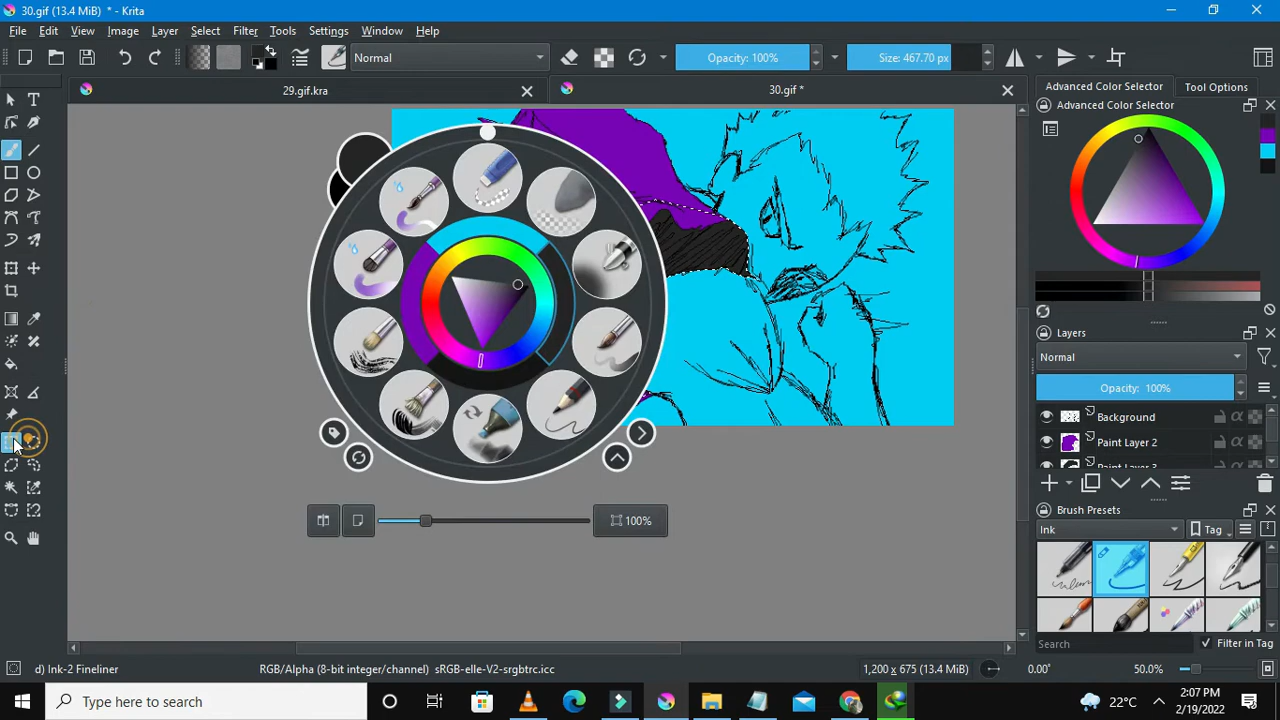 30.gif (13.4 MiB) * - Krita
File Edit View Image Layer Select Filter Tools Settings Window Help
Normal
Opacity: 100%
Size: 467.70 px
29.gif.kra
30.gif *
Advanced Color Selector
Tool Options
Advanced Color Selector
Layers
Normal
Opacity: 100%
Background
Paint Layer 2
Paint Layer 3
Brush Presets
Ink
Tag
Search
Filter in Tag
100%
d) Ink-2 Fineliner
RGB/Alpha (8-bit integer/channel) sRGB-elle-V2-srgbtrc.icc
1,200 x 675 (13.4 MiB)
0.00°
50.0%
Type here to search
22°C
2:07 PM
2/19/2022